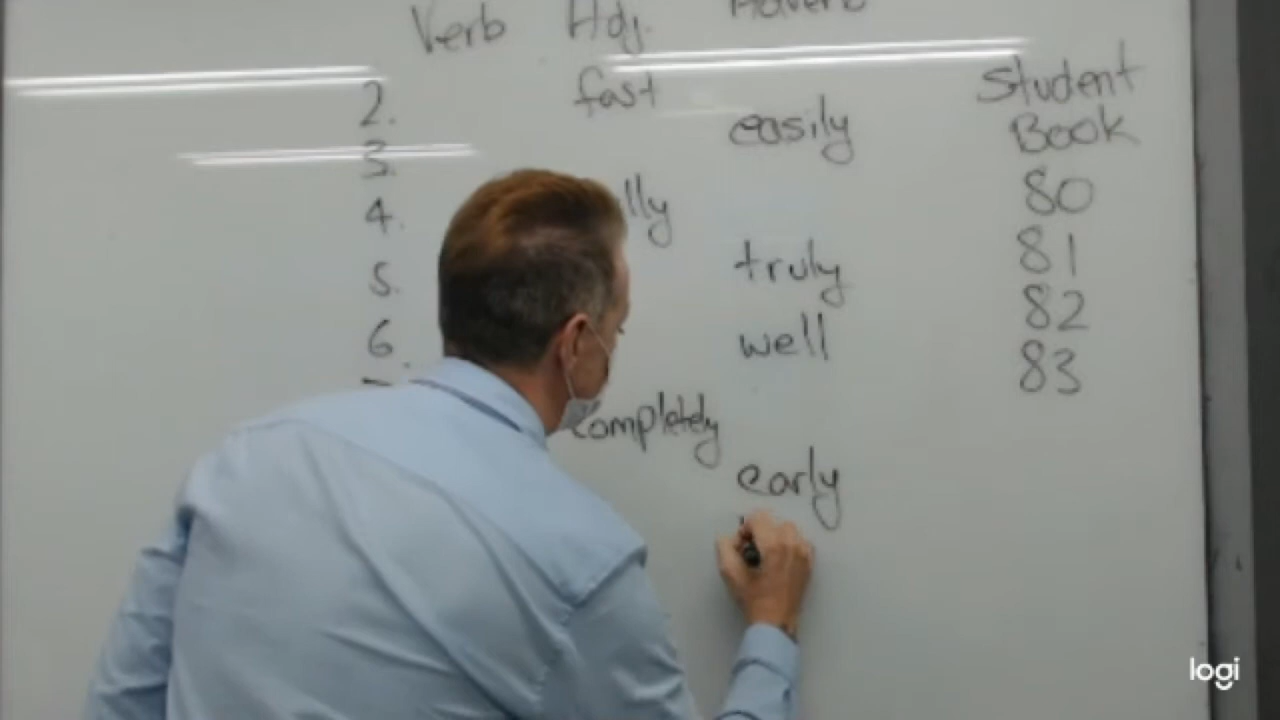 Verb Adj. Adverb
2. fast
easily
3.
4. lly
5. truly
6. well
completely
early
Student
Book
80
81
82
83
logi